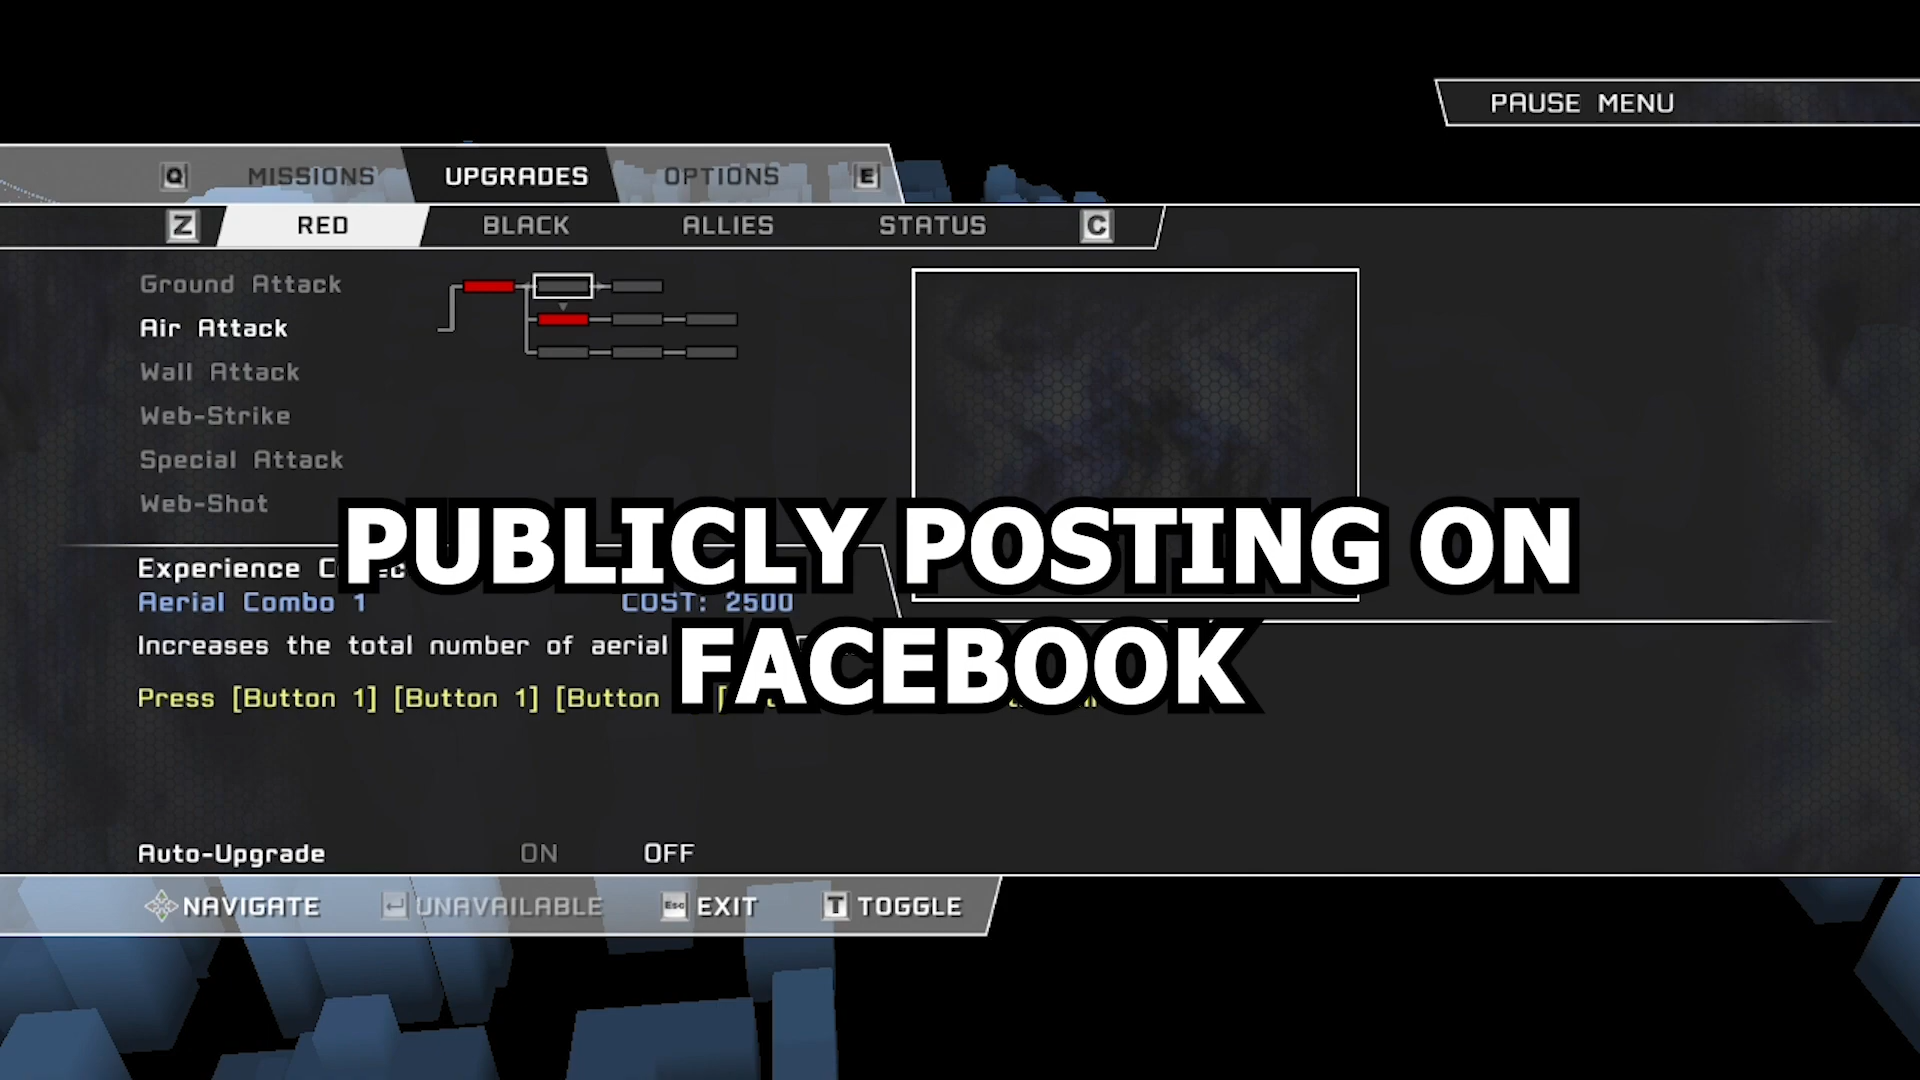 PAUSE MENU
Q MISSIONS UPGRADES OPTIONS E
Z RED BLACK ALLIES STATUS C
Ground Attack
Air Attack
Wall Attack
Web-Strike
Special Attack
Web-Shot
PUBLICLY POSTING ON
FACEBOOK
Experience
Aerial Combo 1 COST: 2500
Increases the total number of aerial
Press [Button 1] [Button 1] [Button
Auto-Upgrade ON OFF
NAVIGATE UNAVAILABLE Esc EXIT T TOGGLE